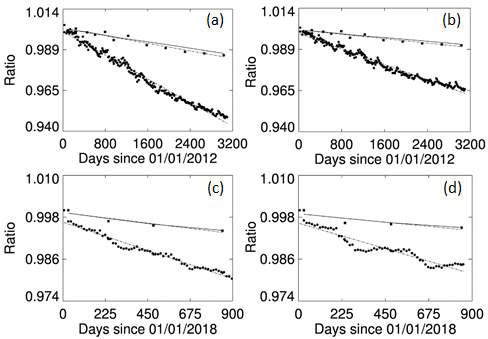 (a)
1.014
0.989
0.965
0.940
Ratio
0 800 1600 2400 3200
Days since 01/01/2012
(b)
1.014
0.989
0.965
0.940
Ratio
0 800 1600 2400 3200
Days since 01/01/2012
(c)
1.010
0.998
0.986
0.974
Ratio
0 225 450 675 900
Days since 01/01/2018
(d)
1.010
0.998
0.986
0.974
Ratio
0 225 450 675 900
Days since 01/01/2018